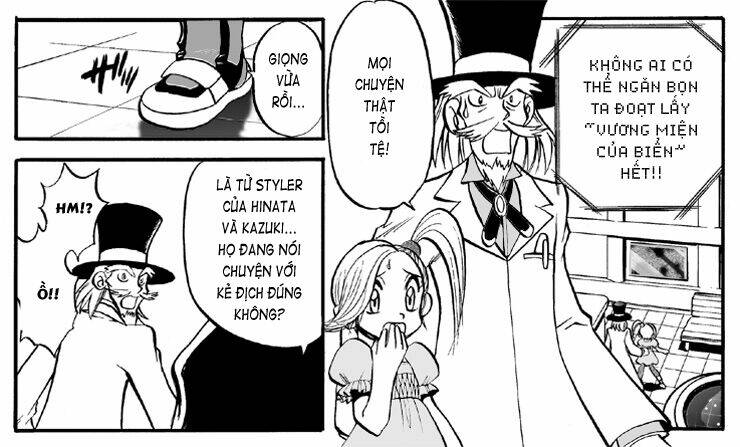 KHÔNG AI CÓ
THỂ NGĂN BỌN
TA ĐOẠT LẤY
"VƯƠNG MIỆN
CỦA BIỂN"
HẾT!!
MỌI
CHUYỆN
THẬT
TỒI
TỆ!
GIỌNG
VỪA
RỒI...
LÀ TỪ STYLER
CỦA HINATA
VÀ KAZUKI...
HỌ ĐANG NÓI
CHUYỆN VỚI
KẺ ĐỊCH ĐÚNG
KHÔNG?
HM!?
Ồ!!